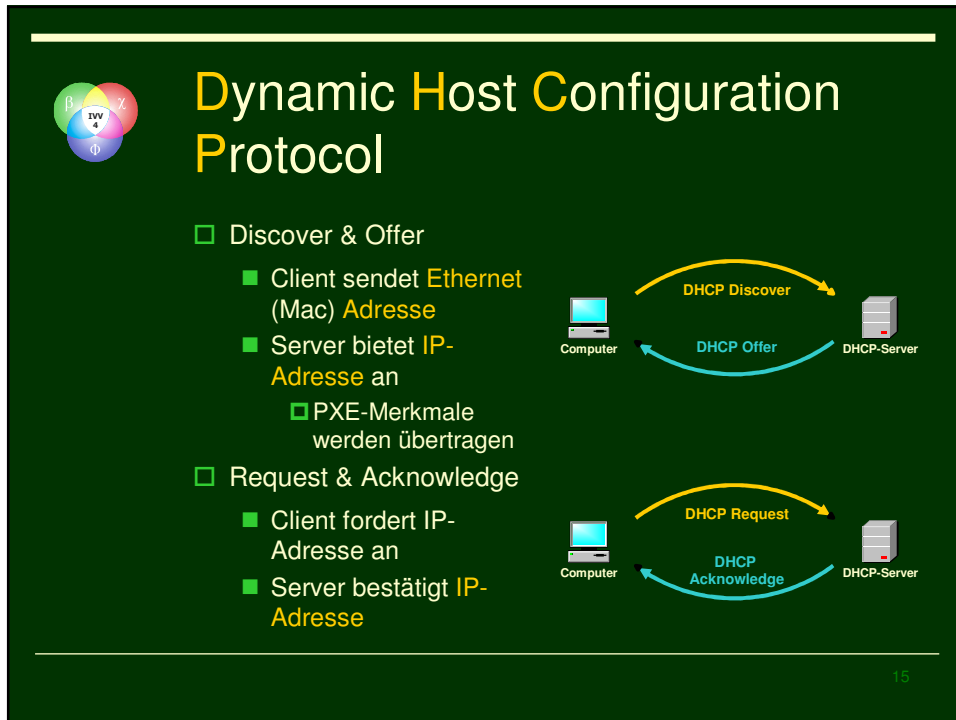 β χ
IVV
4
Φ
Dynamic Host Configuration
Protocol
Discover & Offer
Client sendet Ethernet
(Mac) Adresse
Server bietet IP-
Adresse an
PXE-Merkmale
werden übertragen
Request & Acknowledge
Client fordert IP-
Adresse an
Server bestätigt IP-
Adresse
DHCP Discover
Computer
DHCP Offer
DHCP-Server
DHCP Request
Computer
DHCP
Acknowledge
DHCP-Server
15